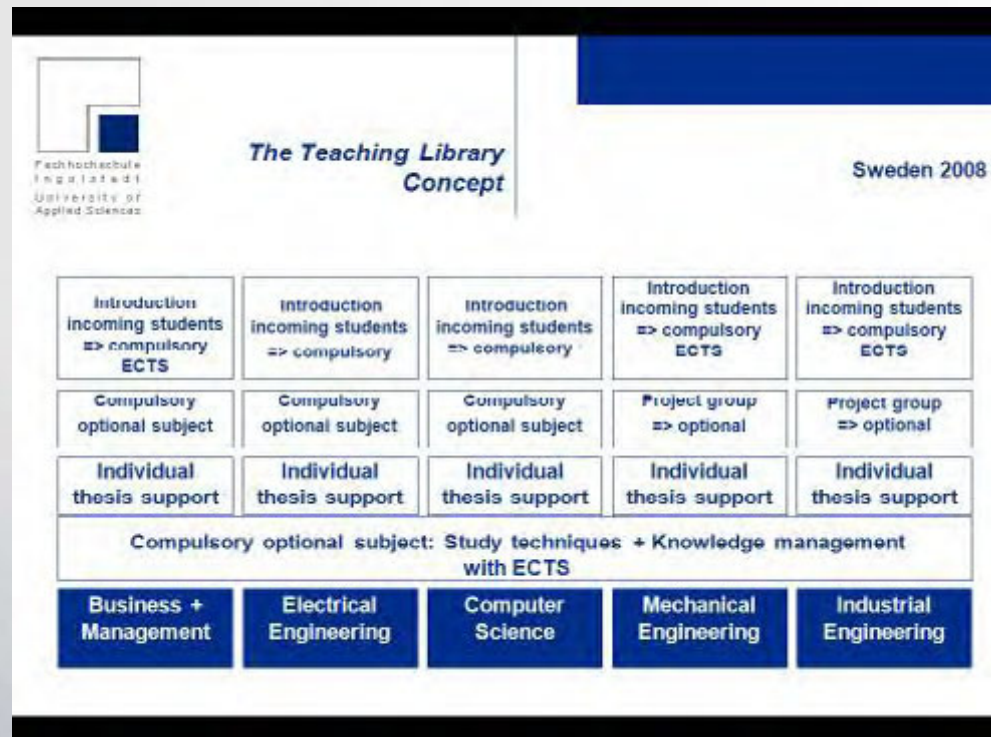 Fachhochschule
Ingolstadt
University of
Applied Sciences
The Teaching Library
Concept
Sweden 2008
Introduction
incoming students
=> compulsory
ECTS
Introduction
incoming students
=> compulsory
Introduction
incoming students
=> compulsory
Introduction
incoming students
=> compulsory
ECTS
Introduction
incoming students
=> compulsory
ECTS
Compulsory
optional subject
Compulsory
optional subject
Compulsory
optional subject
Project group
=> optional
Project group
=> optional
Individual
thesis support
Individual
thesis support
Individual
thesis support
Individual
thesis support
Individual
thesis support
Compulsory optional subject: Study techniques + Knowledge management
with ECTS
Business +
Management
Electrical
Engineering
Computer
Science
Mechanical
Engineering
Industrial
Engineering